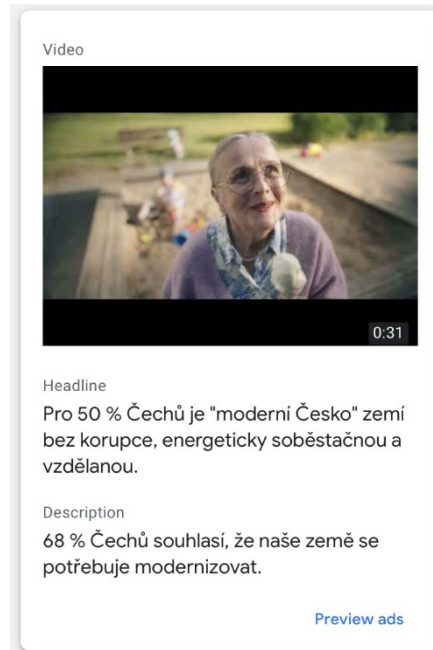 Video
0:31
Headline
Pro 50 % Čechů je "moderní Česko" zemí
bez korupce, energeticky soběstačnou a
vzdělanou.
Description
68 % Čechů souhlasí, že naše země se
potřebuje modernizovat.
Preview ads